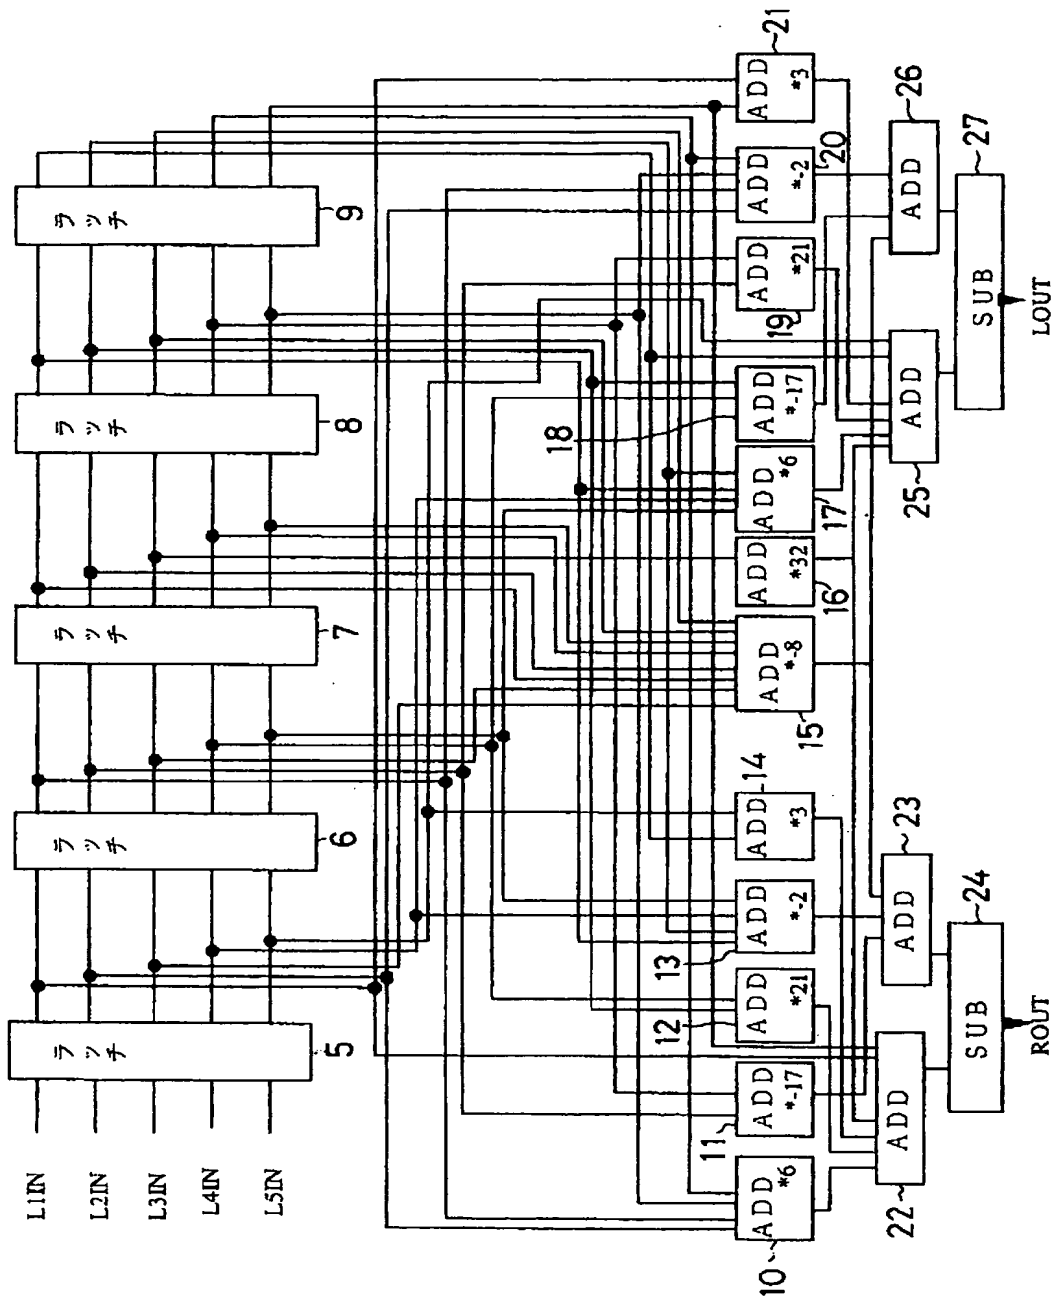 L1IN
L2IN
L3IN
L4IN
L5IN
ラッチ
5
ラッチ
6
ラッチ
7
ラッチ
8
ラッチ
9
ADD
*6
10
ADD
*-17
11
ADD
*21
12
ADD
*-2
13
ADD
*3
14
ADD
*-8
15
ADD
*32
16
ADD
*6
17
ADD
*-17
18
ADD
*21
19
ADD
*-2
20
ADD
*3
21
ADD
22
ADD
23
SUB
24
ROUT
ADD
25
ADD
26
SUB
27
LOUT